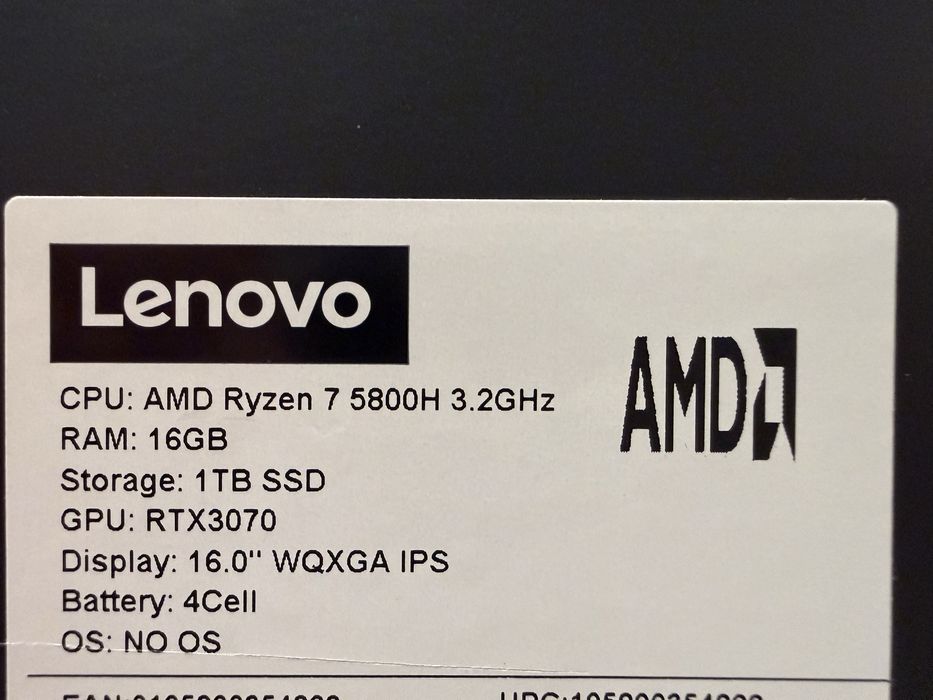 Lenovo
AMD
CPU: AMD Ryzen 7 5800H 3.2GHz
RAM: 16GB
Storage: 1TB SSD
GPU: RTX3070
Display: 16.0'' WQXGA IPS
Battery: 4Cell
OS: NO OS